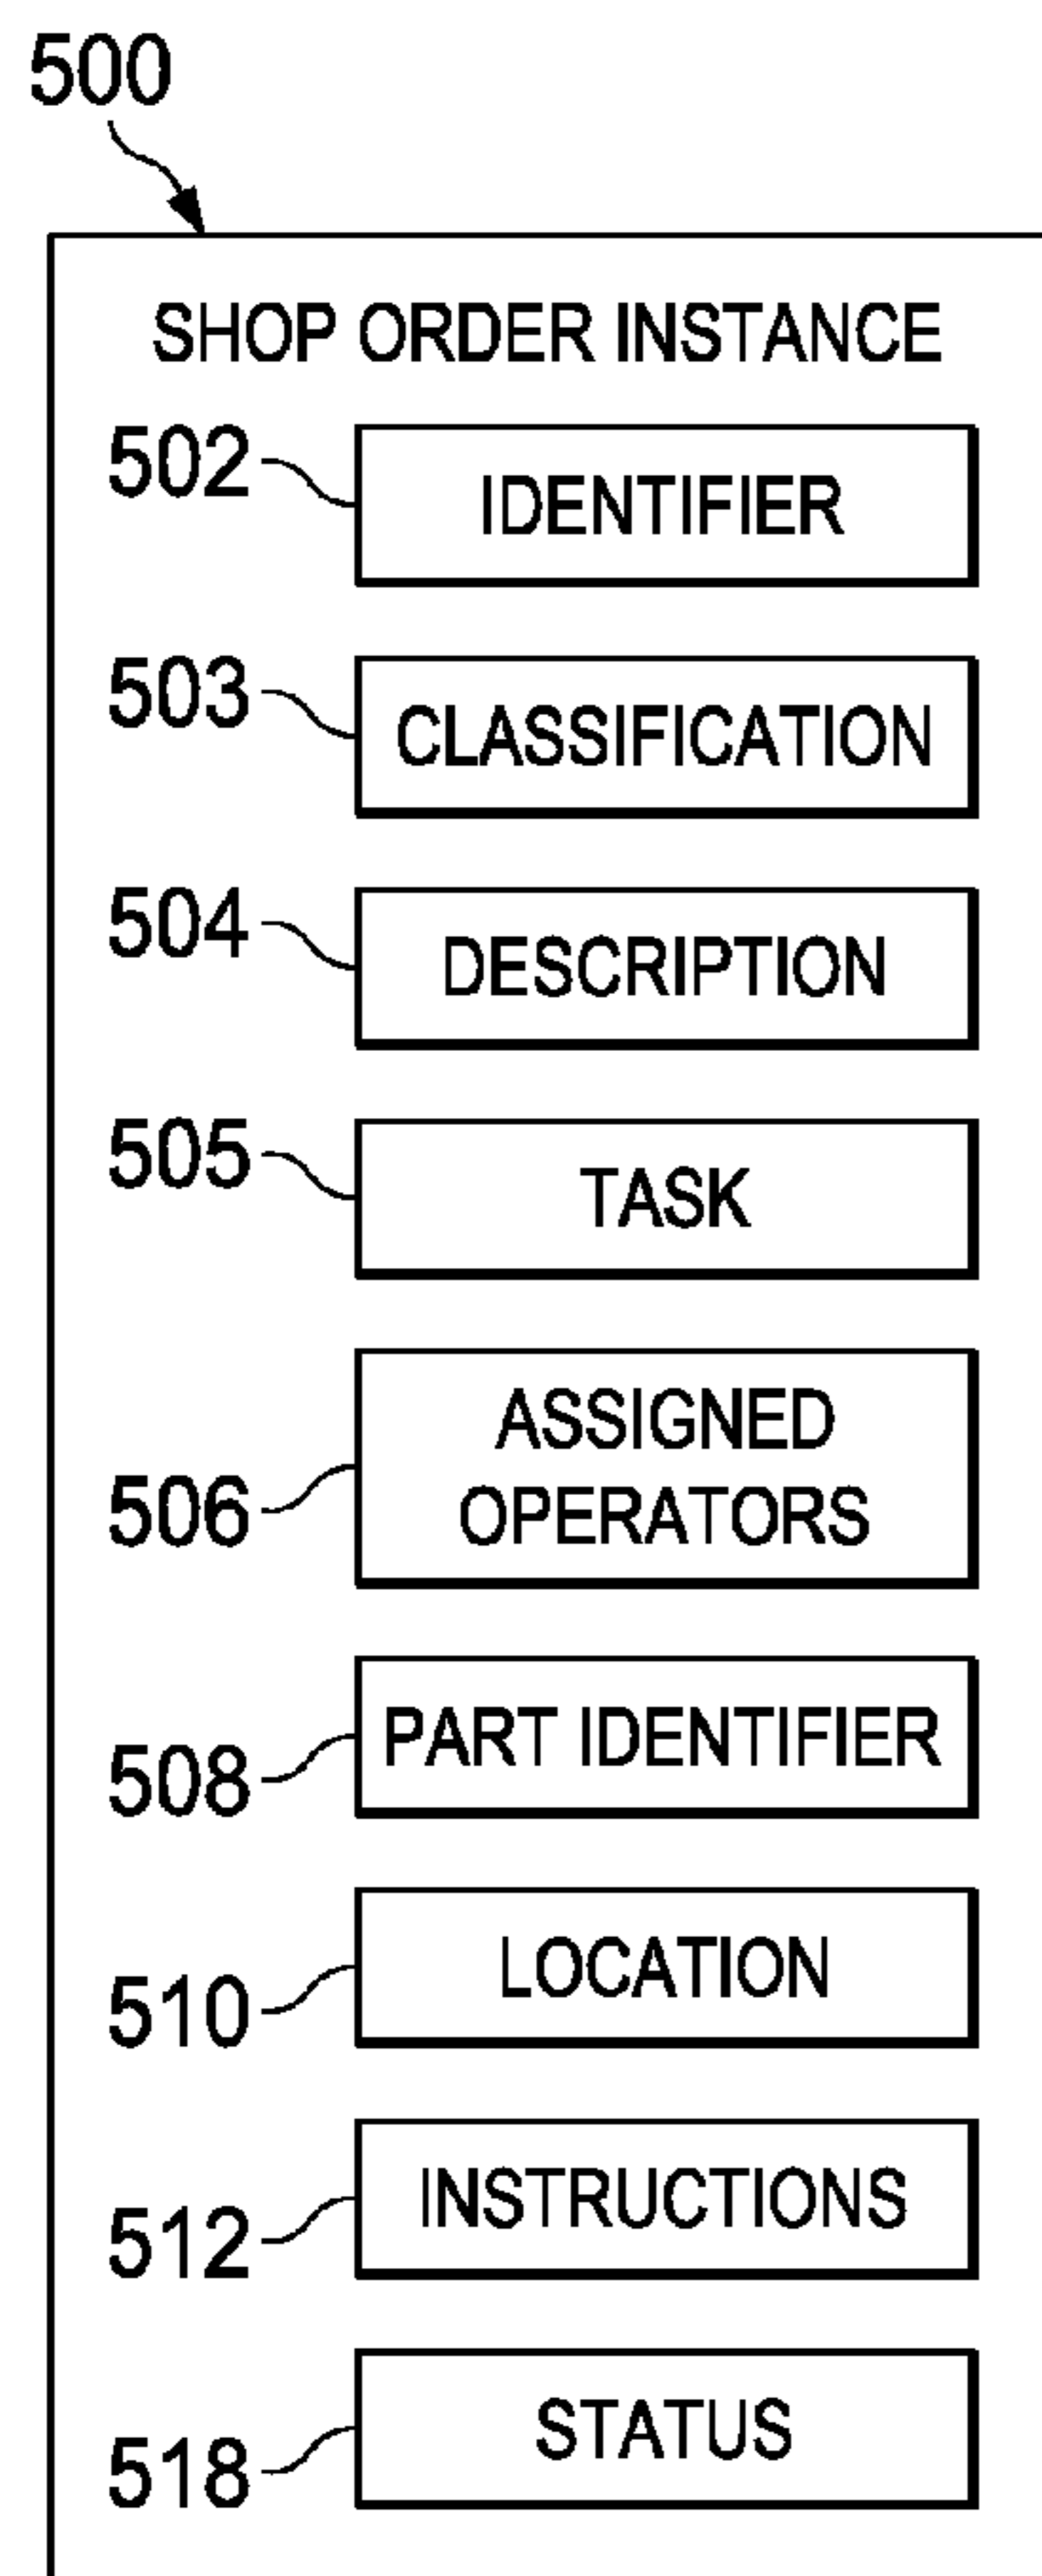 500
SHOP ORDER INSTANCE
502 IDENTIFIER
503 CLASSIFICATION
504 DESCRIPTION
505 TASK
ASSIGNED
506 OPERATORS
508 PART IDENTIFIER
510 LOCATION
512 INSTRUCTIONS
518 STATUS